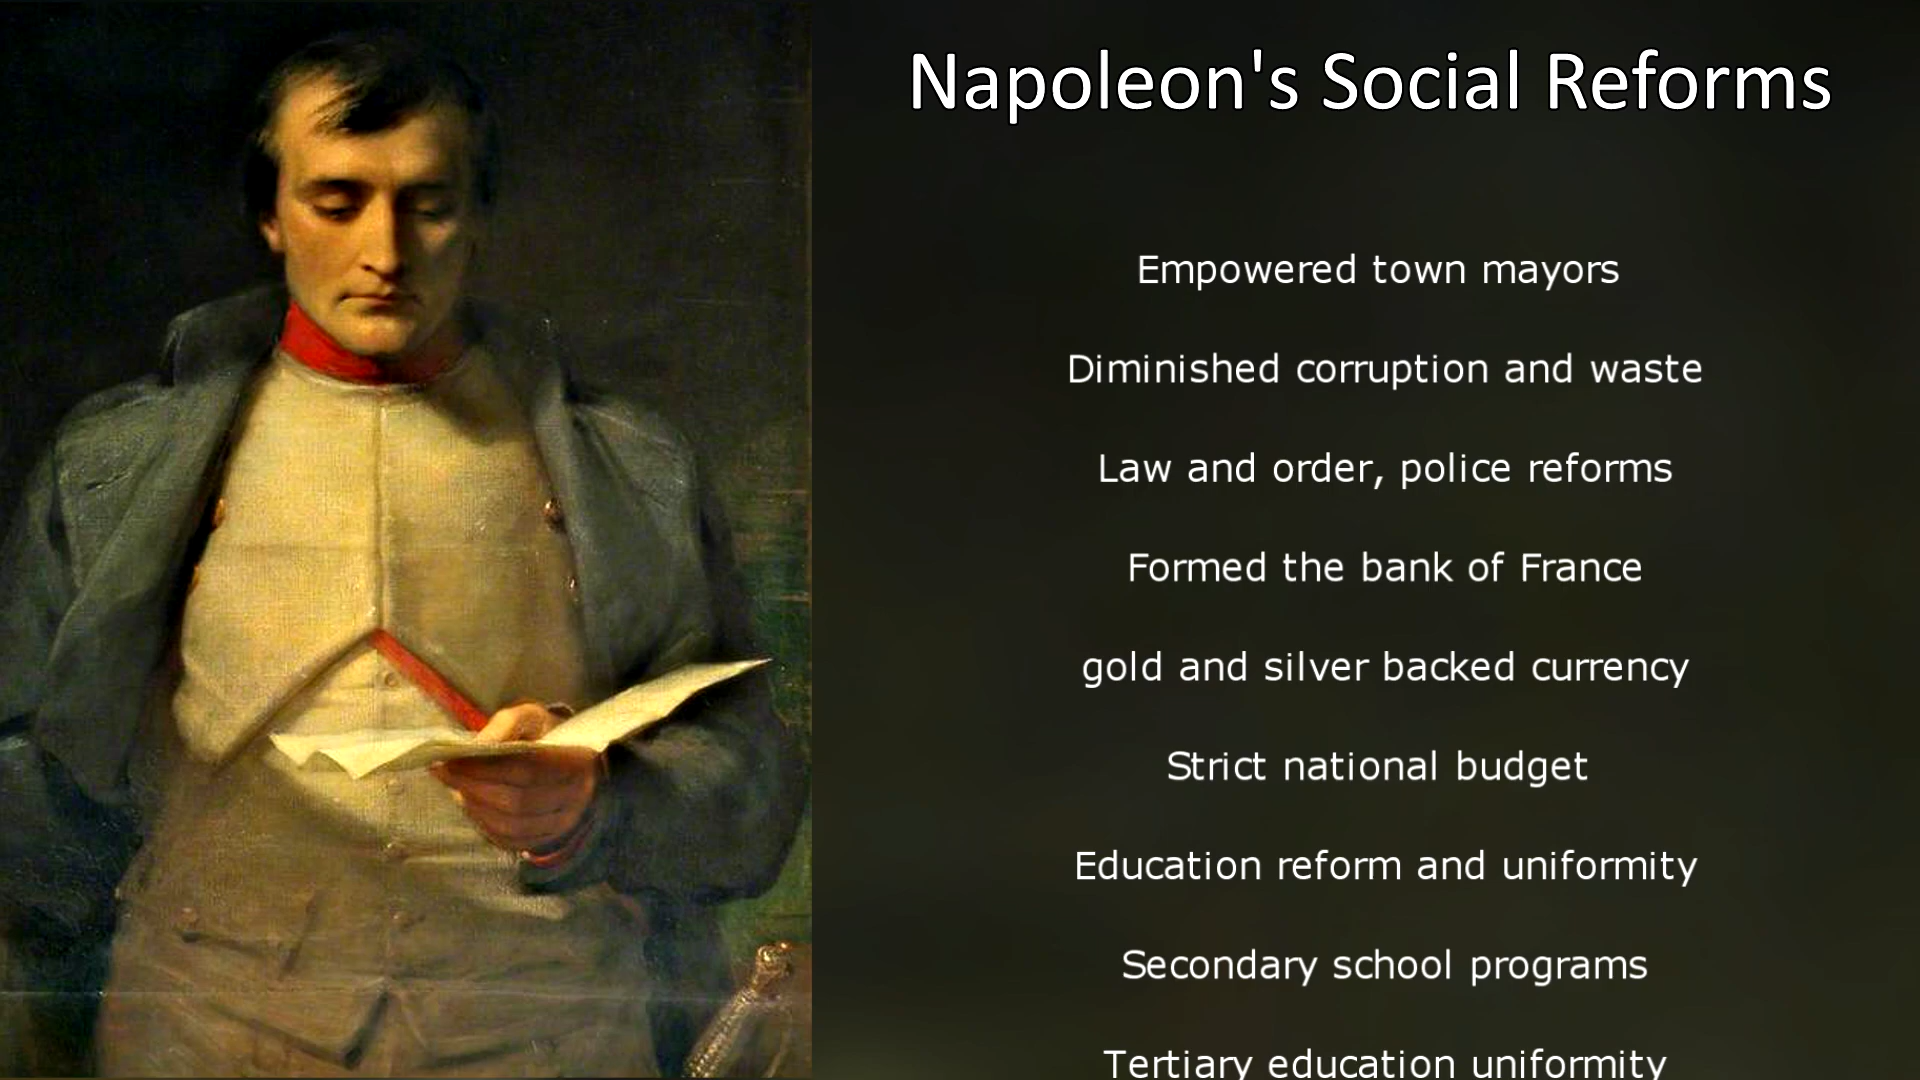 Napoleon's Social Reforms
Empowered town mayors
Diminished corruption and waste
Law and order, police reforms
Formed the bank of France
gold and silver backed currency
Strict national budget
Education reform and uniformity
Secondary school programs
Tertiary education uniformity